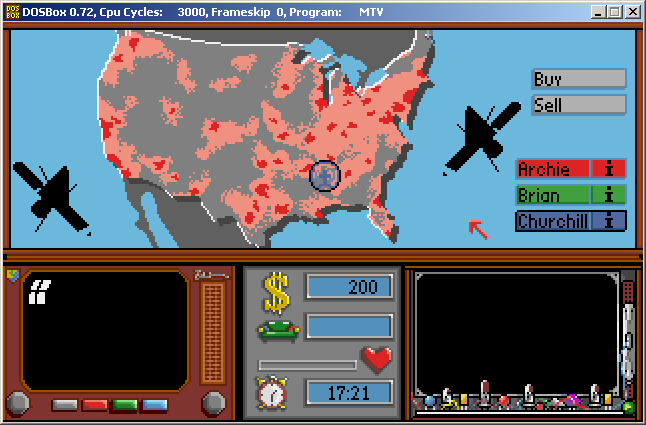 DOSBox 0.72, Cpu Cycles: 3000, Frameskip 0, Program: MTV
Buy
Sell
Archie i
Brian i
Churchill i
200
17:21